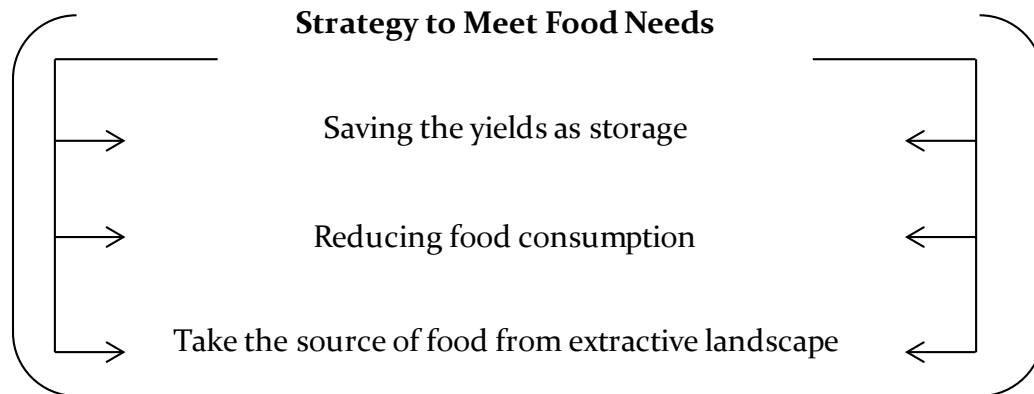 Strategy to Meet Food Needs
Saving the yields as storage
Reducing food consumption
Take the source of food from extractive landscape